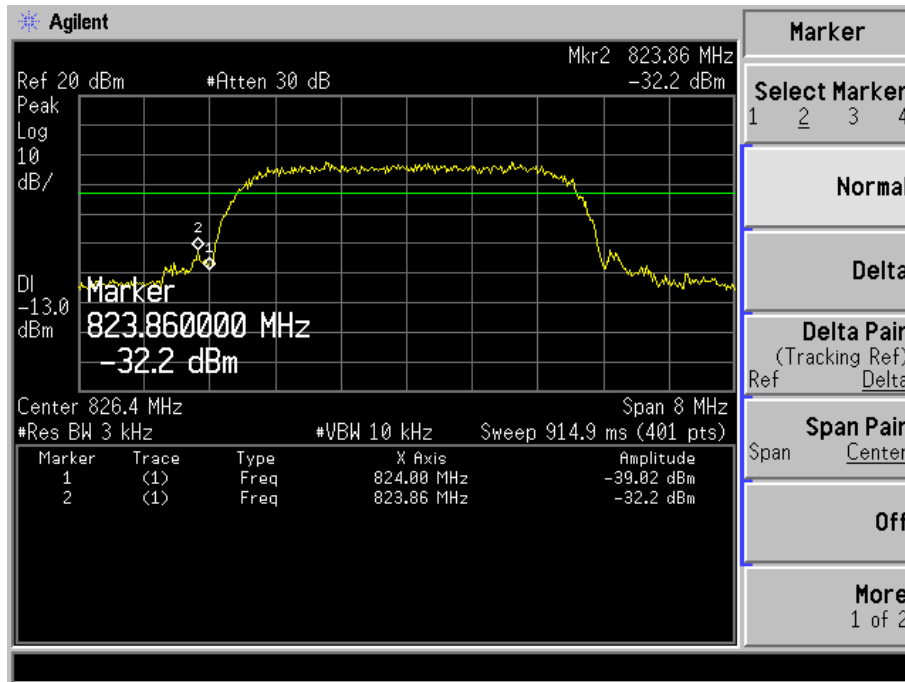 Agilent
Marker
Mkr2 823.86 MHz
Ref 20 dBm #Atten 30 dB -32.2 dBm
Peak
Log
10
dB/
2
1
DI
-13.0
dBm
Marker
823.860000 MHz
-32.2 dBm
Center 826.4 MHz Span 8 MHz
#Res BW 3 kHz #VBW 10 kHz Sweep 914.9 ms (401 pts)
Marker Trace Type X Axis Amplitude
1 (1) Freq 824.00 MHz -39.02 dBm
2 (1) Freq 823.86 MHz -32.2 dBm
Select Marker
1 2 3 4
Normal
Delta
Delta Pair
(Tracking Ref)
Ref Delta
Span Pair
Span Center
Off
More
1 of 2